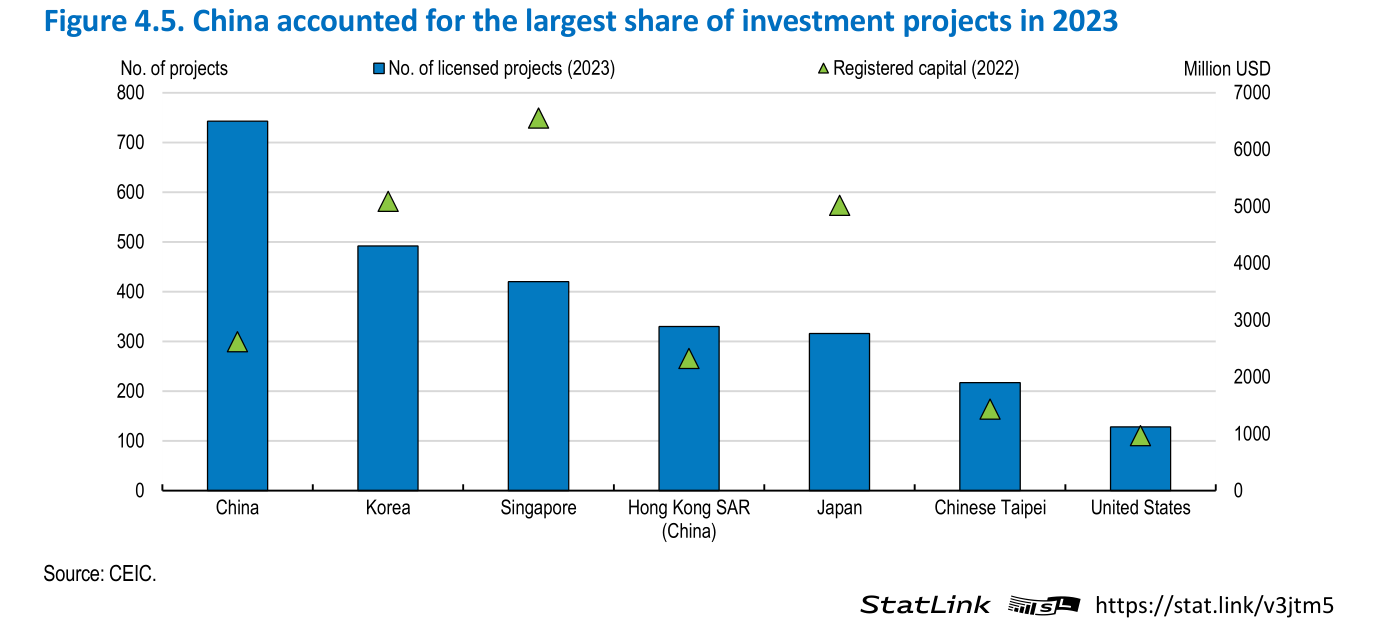 Figure 4.5. China accounted for the largest share of investment projects in 2023
No. of projects
No. of licensed projects (2023)
Registered capital (2022)
Million USD
800
700
600
500
400
300
200
100
0
7000
6000
5000
4000
3000
2000
1000
0
China
Korea
Singapore
Hong Kong SAR
(China)
Japan
Chinese Taipei
United States
Source: CEIC.
StatLink
SL
https://stat.link/v3jtm5